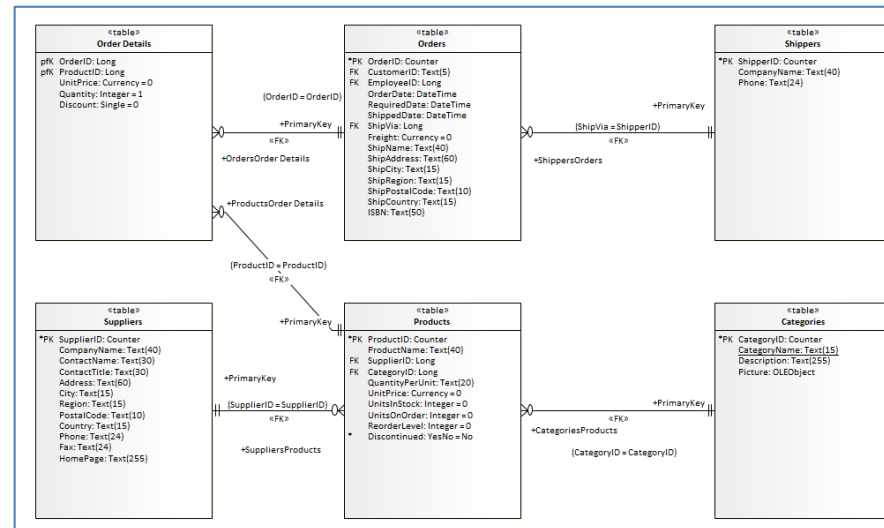 «table»
Order Details
pfK OrderID: Long
pfK ProductID: Long
UnitPrice: Currency = 0
Quantity: Integer = 1
Discount: Single = 0
(OrderID = OrderID)
+PrimaryKey
«FK»
+OrdersOrder Details
«table»
Orders
*PK OrderID: Counter
FK CustomerID: Text(5)
FK EmployeeID: Long
OrderDate: DateTime
RequiredDate: DateTime
ShippedDate: DateTime
FK ShipVia: Long
Freight: Currency = 0
ShipName: Text(40)
ShipAddress: Text(60)
ShipCity: Text(15)
ShipRegion: Text(15)
ShipPostalCode: Text(10)
ShipCountry: Text(15)
ISBN: Text(50)
+PrimaryKey
(ShipVia = ShipperID)
«FK»
+ShippersOrders
«table»
Shippers
*PK ShipperID: Counter
CompanyName: Text(40)
Phone: Text(24)
+ProductsOrder Details
(ProductID = ProductID)
«FK»
+PrimaryKey
«table»
Suppliers
*PK SupplierID: Counter
CompanyName: Text(40)
ContactName: Text(30)
ContactTitle: Text(30)
Address: Text(60)
City: Text(15)
Region: Text(15)
PostalCode: Text(10)
Country: Text(15)
Phone: Text(24)
Fax: Text(24)
HomePage: Text(255)
+PrimaryKey
(SupplierID = SupplierID)
«FK»
+SuppliersProducts
«table»
Products
*PK ProductID: Counter
ProductName: Text(40)
FK SupplierID: Long
FK CategoryID: Long
QuantityPerUnit: Text(20)
UnitPrice: Currency = 0
UnitsInStock: Integer = 0
UnitsOnOrder: Integer = 0
ReorderLevel: Integer = 0
* Discontinued: YesNo = No
+PrimaryKey
«FK»
+CategoriesProducts
(CategoryID = CategoryID)
«table»
Categories
*PK CategoryID: Counter
CategoryName: Text(15)
Description: Text(255)
Picture: OLEObject